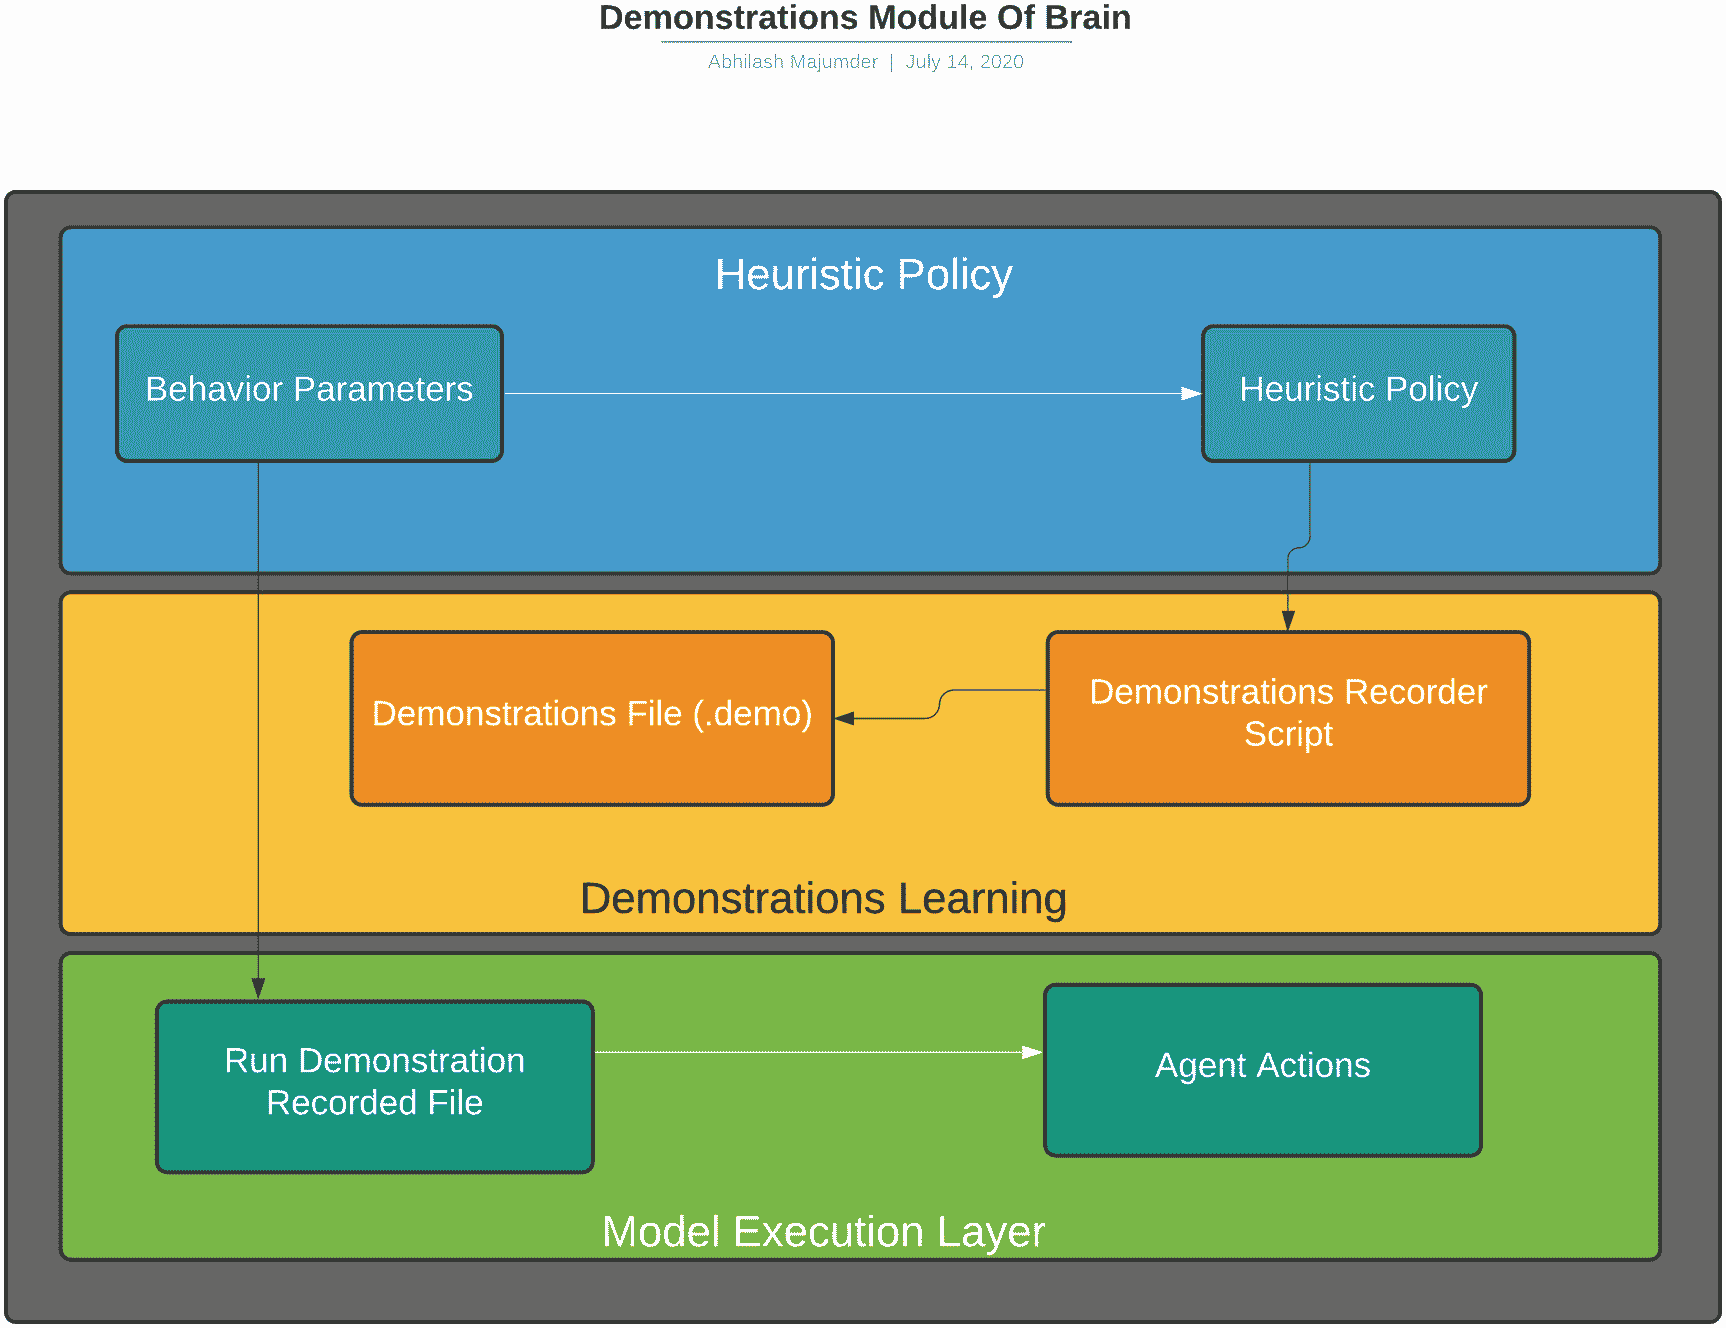 Demonstrations Module Of Brain
Abhilash Majumder | July 14, 2020
Heuristic Policy
Behavior Parameters
Heuristic Policy
Demonstrations File (.demo)
Demonstrations Recorder
Script
Demonstrations Learning
Run Demonstration
Recorded File
Agent Actions
Model Execution Layer